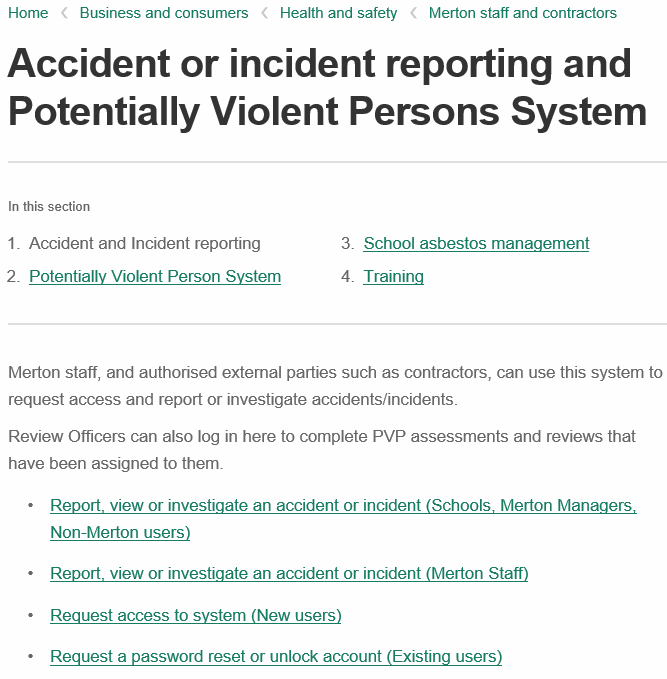 Home Business and consumers Health and safety Merton staff and contractors
Accident or incident reporting and
Potentially Violent Persons System
In this section
1. Accident and Incident reporting
2. Potentially Violent Person System
3. School asbestos management
4. Training
Merton staff, and authorised external parties such as contractors, can use this system to
request access and report or investigate accidents/incidents.
Review Officers can also log in here to complete PVP assessments and reviews that
have been assigned to them.
• Report, view or investigate an accident or incident (Schools, Merton Managers,
Non-Merton users)
• Report, view or investigate an accident or incident (Merton Staff)
• Request access to system (New users)
• Request a password reset or unlock account (Existing users)